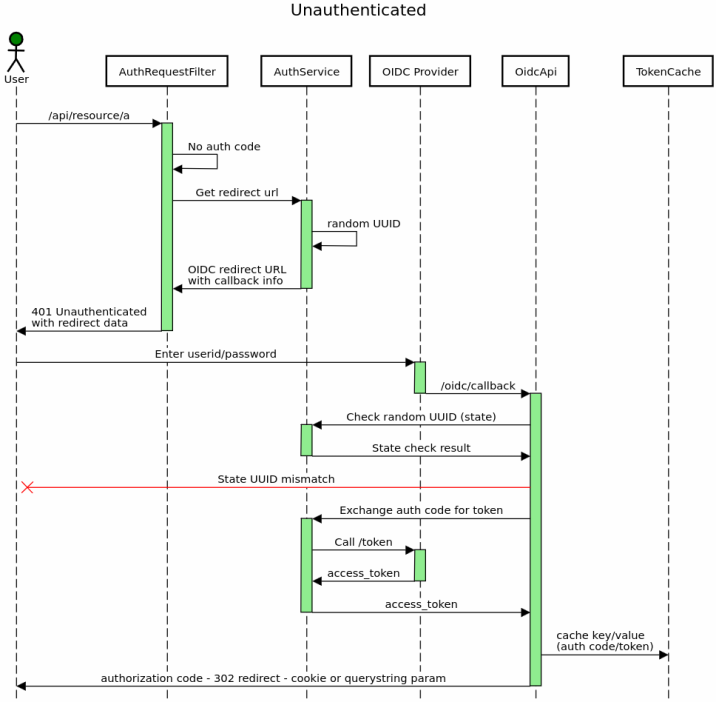 Unauthenticated
User
AuthRequestFilter
AuthService
OIDC Provider
OidcApi
TokenCache
/api/resource/a
No auth code
Get redirect url
random UUID
OIDC redirect URL
with callback info
401 Unauthenticated
with redirect data
Enter userid/password
/oidc/callback
Check random UUID (state)
State check result
State UUID mismatch
Exchange auth code for token
Call /token
access_token
access_token
cache key/value
(auth code/token)
authorization code - 302 redirect - cookie or querystring param